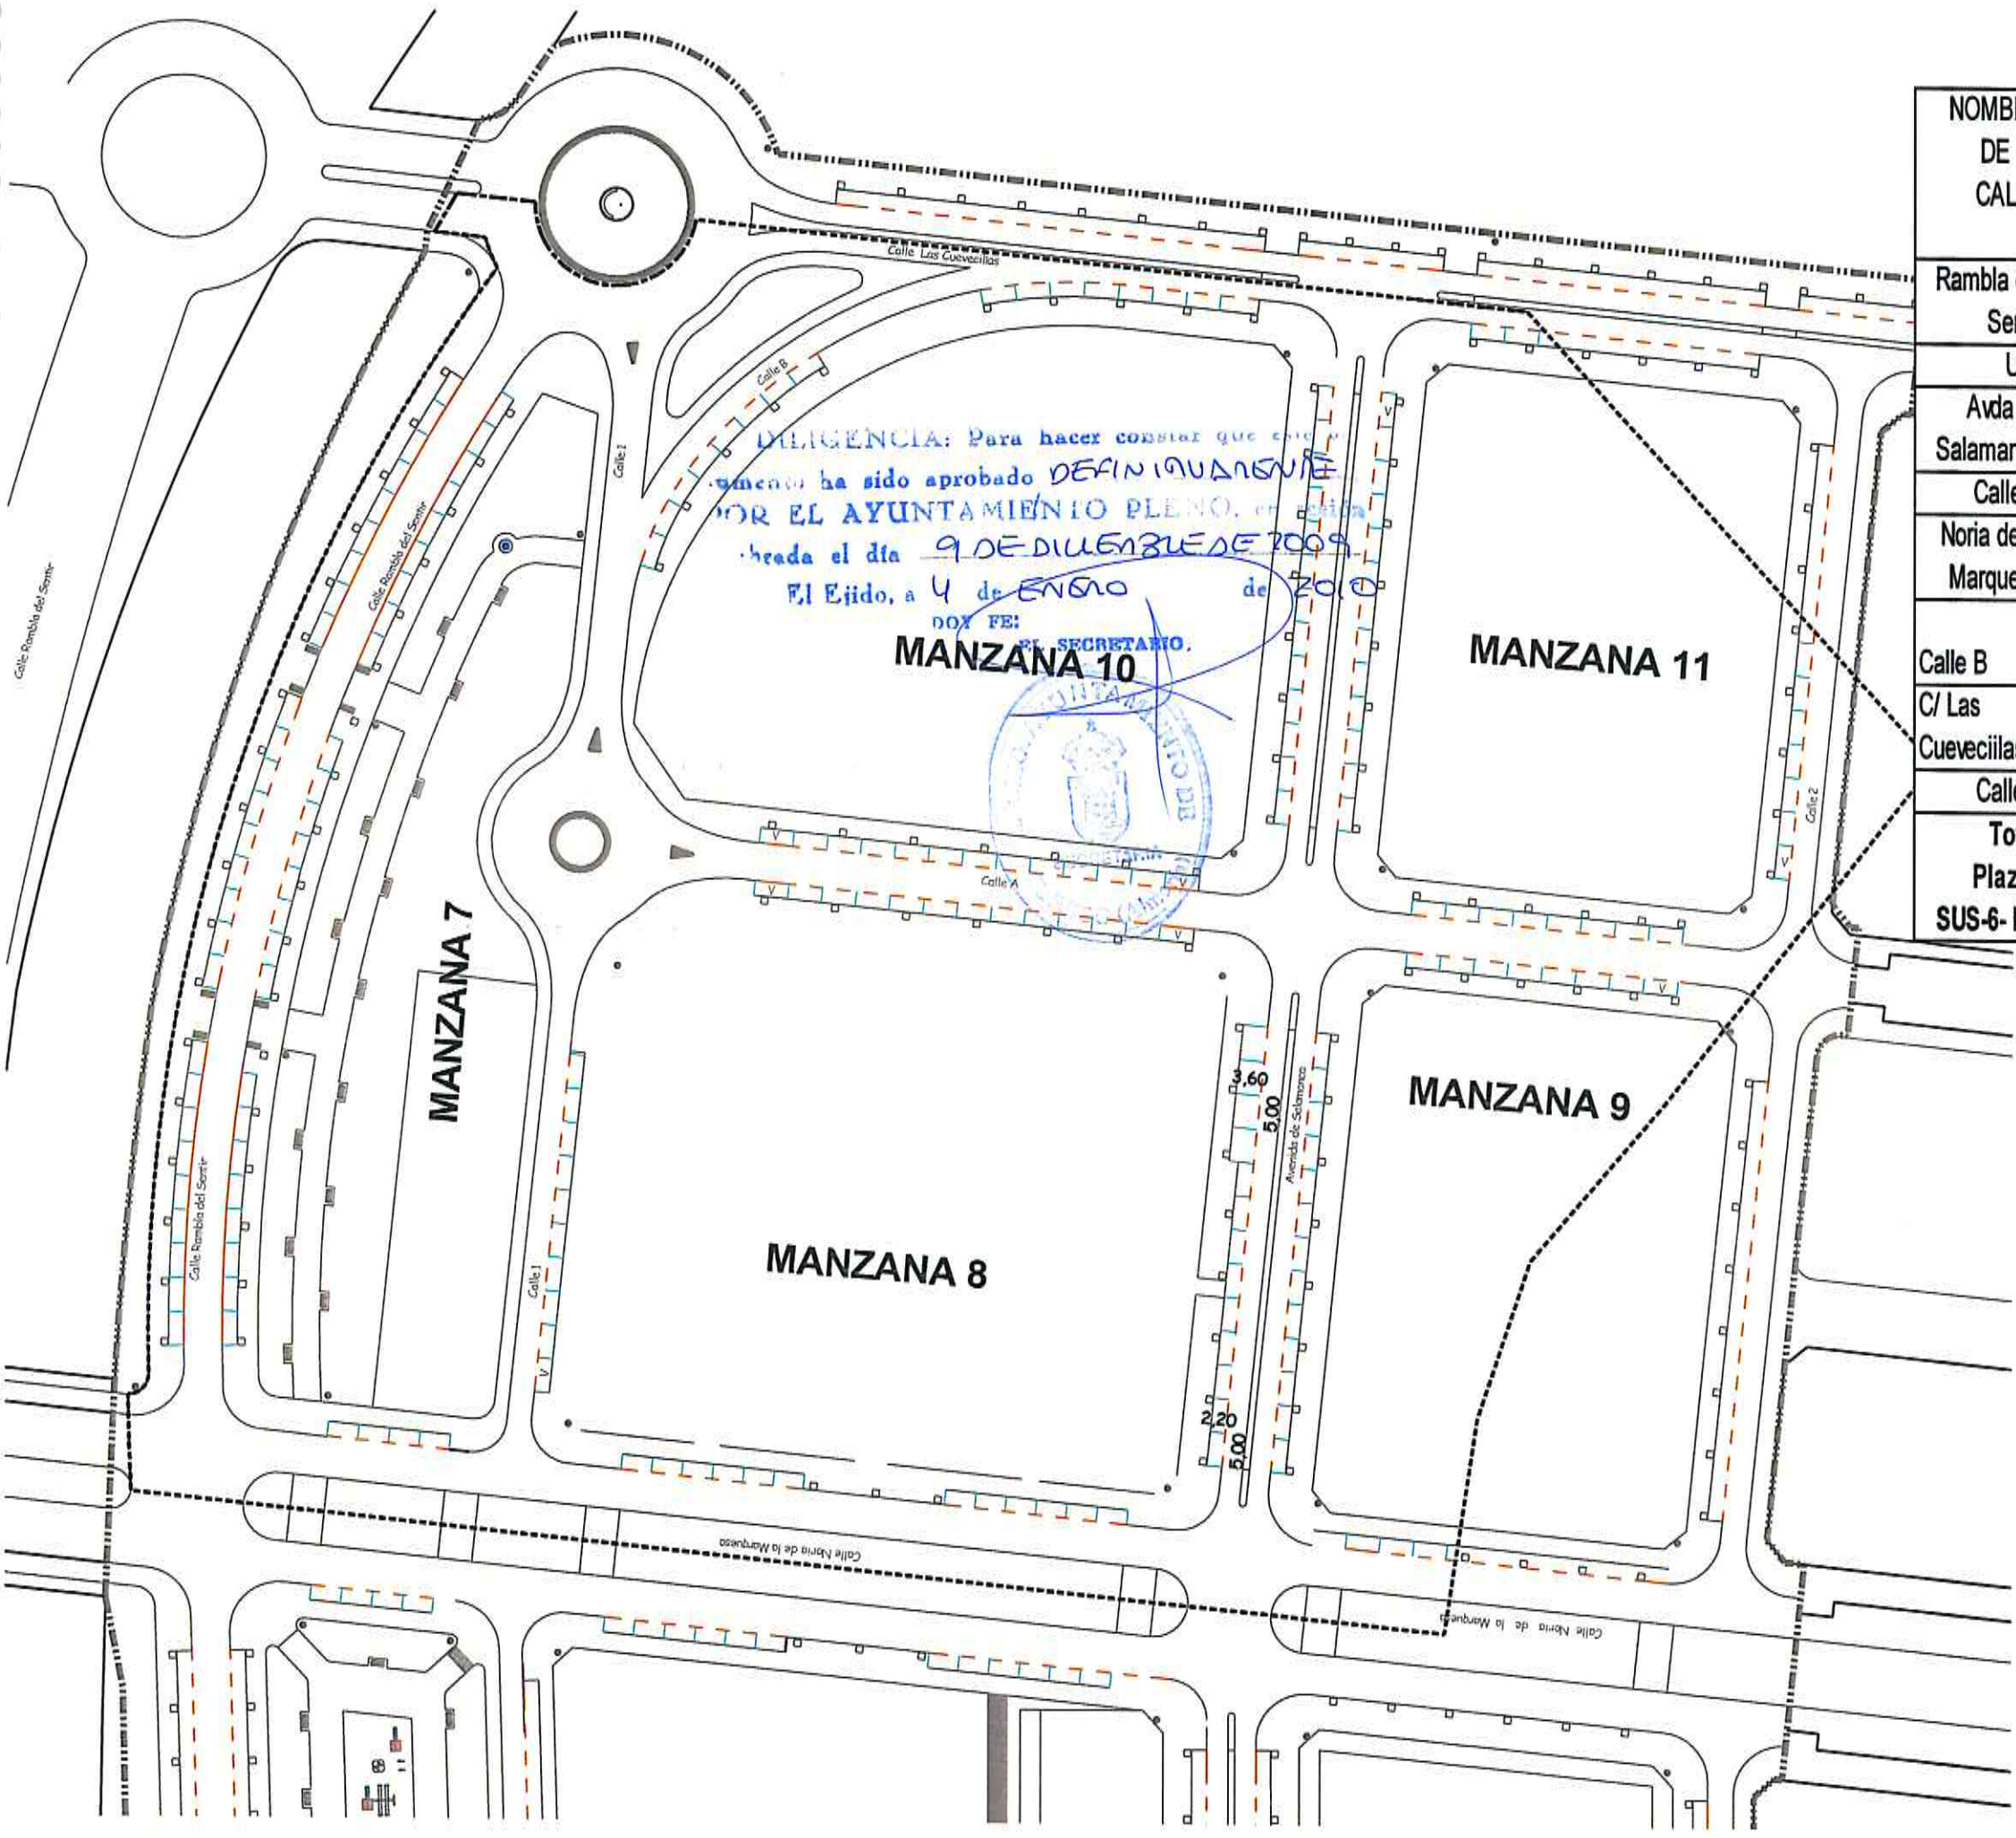 NOMB
DE
CAL
Rambla
Se
U
Avda
Salamar
Calle
Noria de
Marque
Calle B
C/ Las
Cueveciila
Calle
To
Plaz
SUS-6-
Calle Las Cuevecillas
Calle B
Calle 1
Calle Rambla del Sentir
Calle Rambla del Sentir
DILIGENCIA: Para hacer constar que
ha sido aprobado DEFINITIVAMENTE
POR EL AYUNTAMIENTO PLENO, en sesión
el día 9 DE DICIEMBRE DE 2009
El Ejido, a 4 de ENERO de 2010
DOY FE:
EL SECRETARIO.
AYUNTAMIENTO DE
SECRETARIA
MANZANA 10
MANZANA 11
Calle 2
V
V
V
V
Calle A
V
V
V
V
MANZANA 7
MANZANA 8
MANZANA 9
3,60
5,00
Avenida de Salamanca
Calle Rambla del Sentir
Calle 1
V
2,20
5,00
Calle Noria de la Marquesa
Calle Noria de la Marquesa